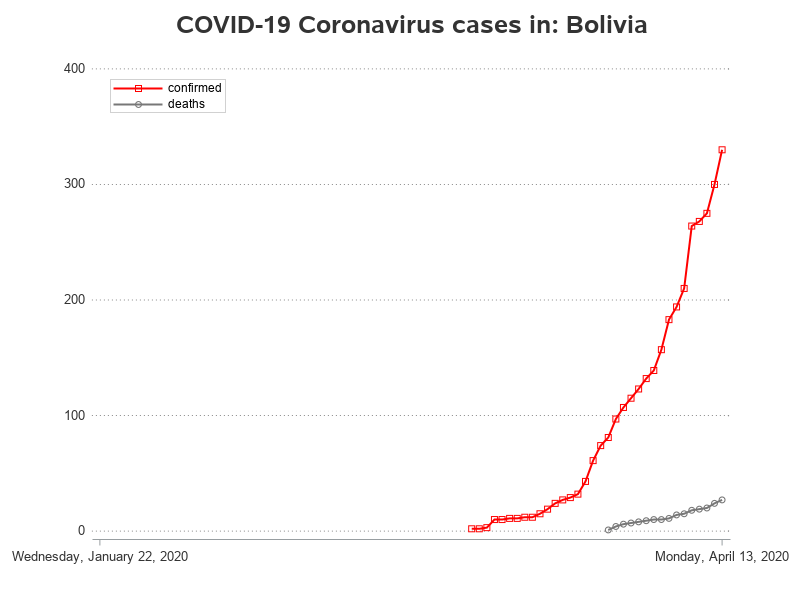 COVID-19 Coronavirus cases in: Bolivia
400
confirmed
deaths
300
200
100
0
Wednesday, January 22, 2020
Monday, April 13, 2020